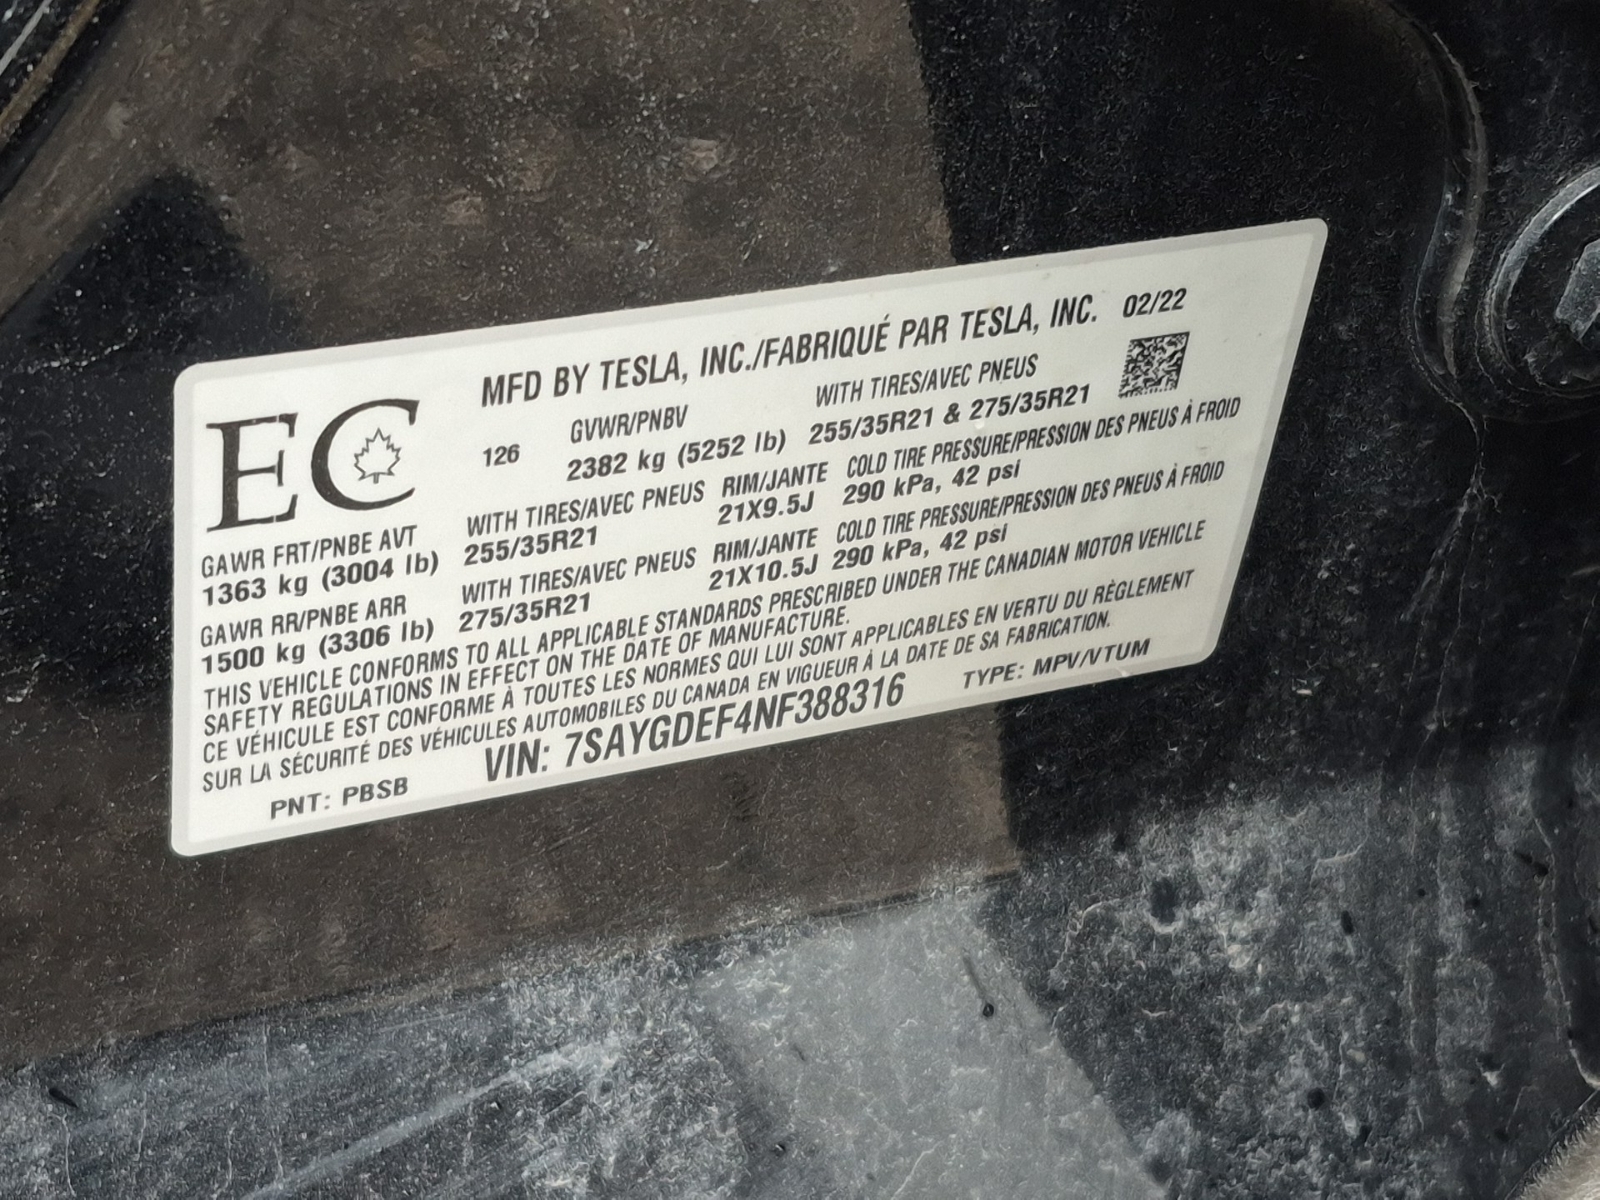 MFD BY TESLA, INC./FABRIQUÉ PAR TESLA, INC. 02/22
EC
126
GVWR/PNBV
2382 kg (5252 lb)
WITH TIRES/AVEC PNEUS
255/35R21 & 275/35R21
GAWR FRT/PNBE AVT
1363 kg (3004 lb)
WITH TIRES/AVEC PNEUS
255/35R21
RIM/JANTE
21X9.5J
COLD TIRE PRESSURE/PRESSION DES PNEUS À FROID
290 kPa, 42 psi
GAWR RR/PNBE ARR
1500 kg (3306 lb)
WITH TIRES/AVEC PNEUS
275/35R21
RIM/JANTE
21X10.5J
COLD TIRE PRESSURE/PRESSION DES PNEUS À FROID
290 kPa, 42 psi
THIS VEHICLE CONFORMS TO ALL APPLICABLE STANDARDS PRESCRIBED UNDER THE CANADIAN MOTOR VEHICLE
SAFETY REGULATIONS IN EFFECT ON THE DATE OF MANUFACTURE.
CE VÉHICULE EST CONFORME À TOUTES LES NORMES QUI LUI SONT APPLICABLES EN VERTU DU RÈGLEMENT
SUR LA SÉCURITÉ DES VÉHICULES AUTOMOBILES DU CANADA EN VIGUEUR À LA DATE DE SA FABRICATION.
PNT: PBSB
VIN: 7SAYGDEF4NF388316
TYPE: MPV/VTUM